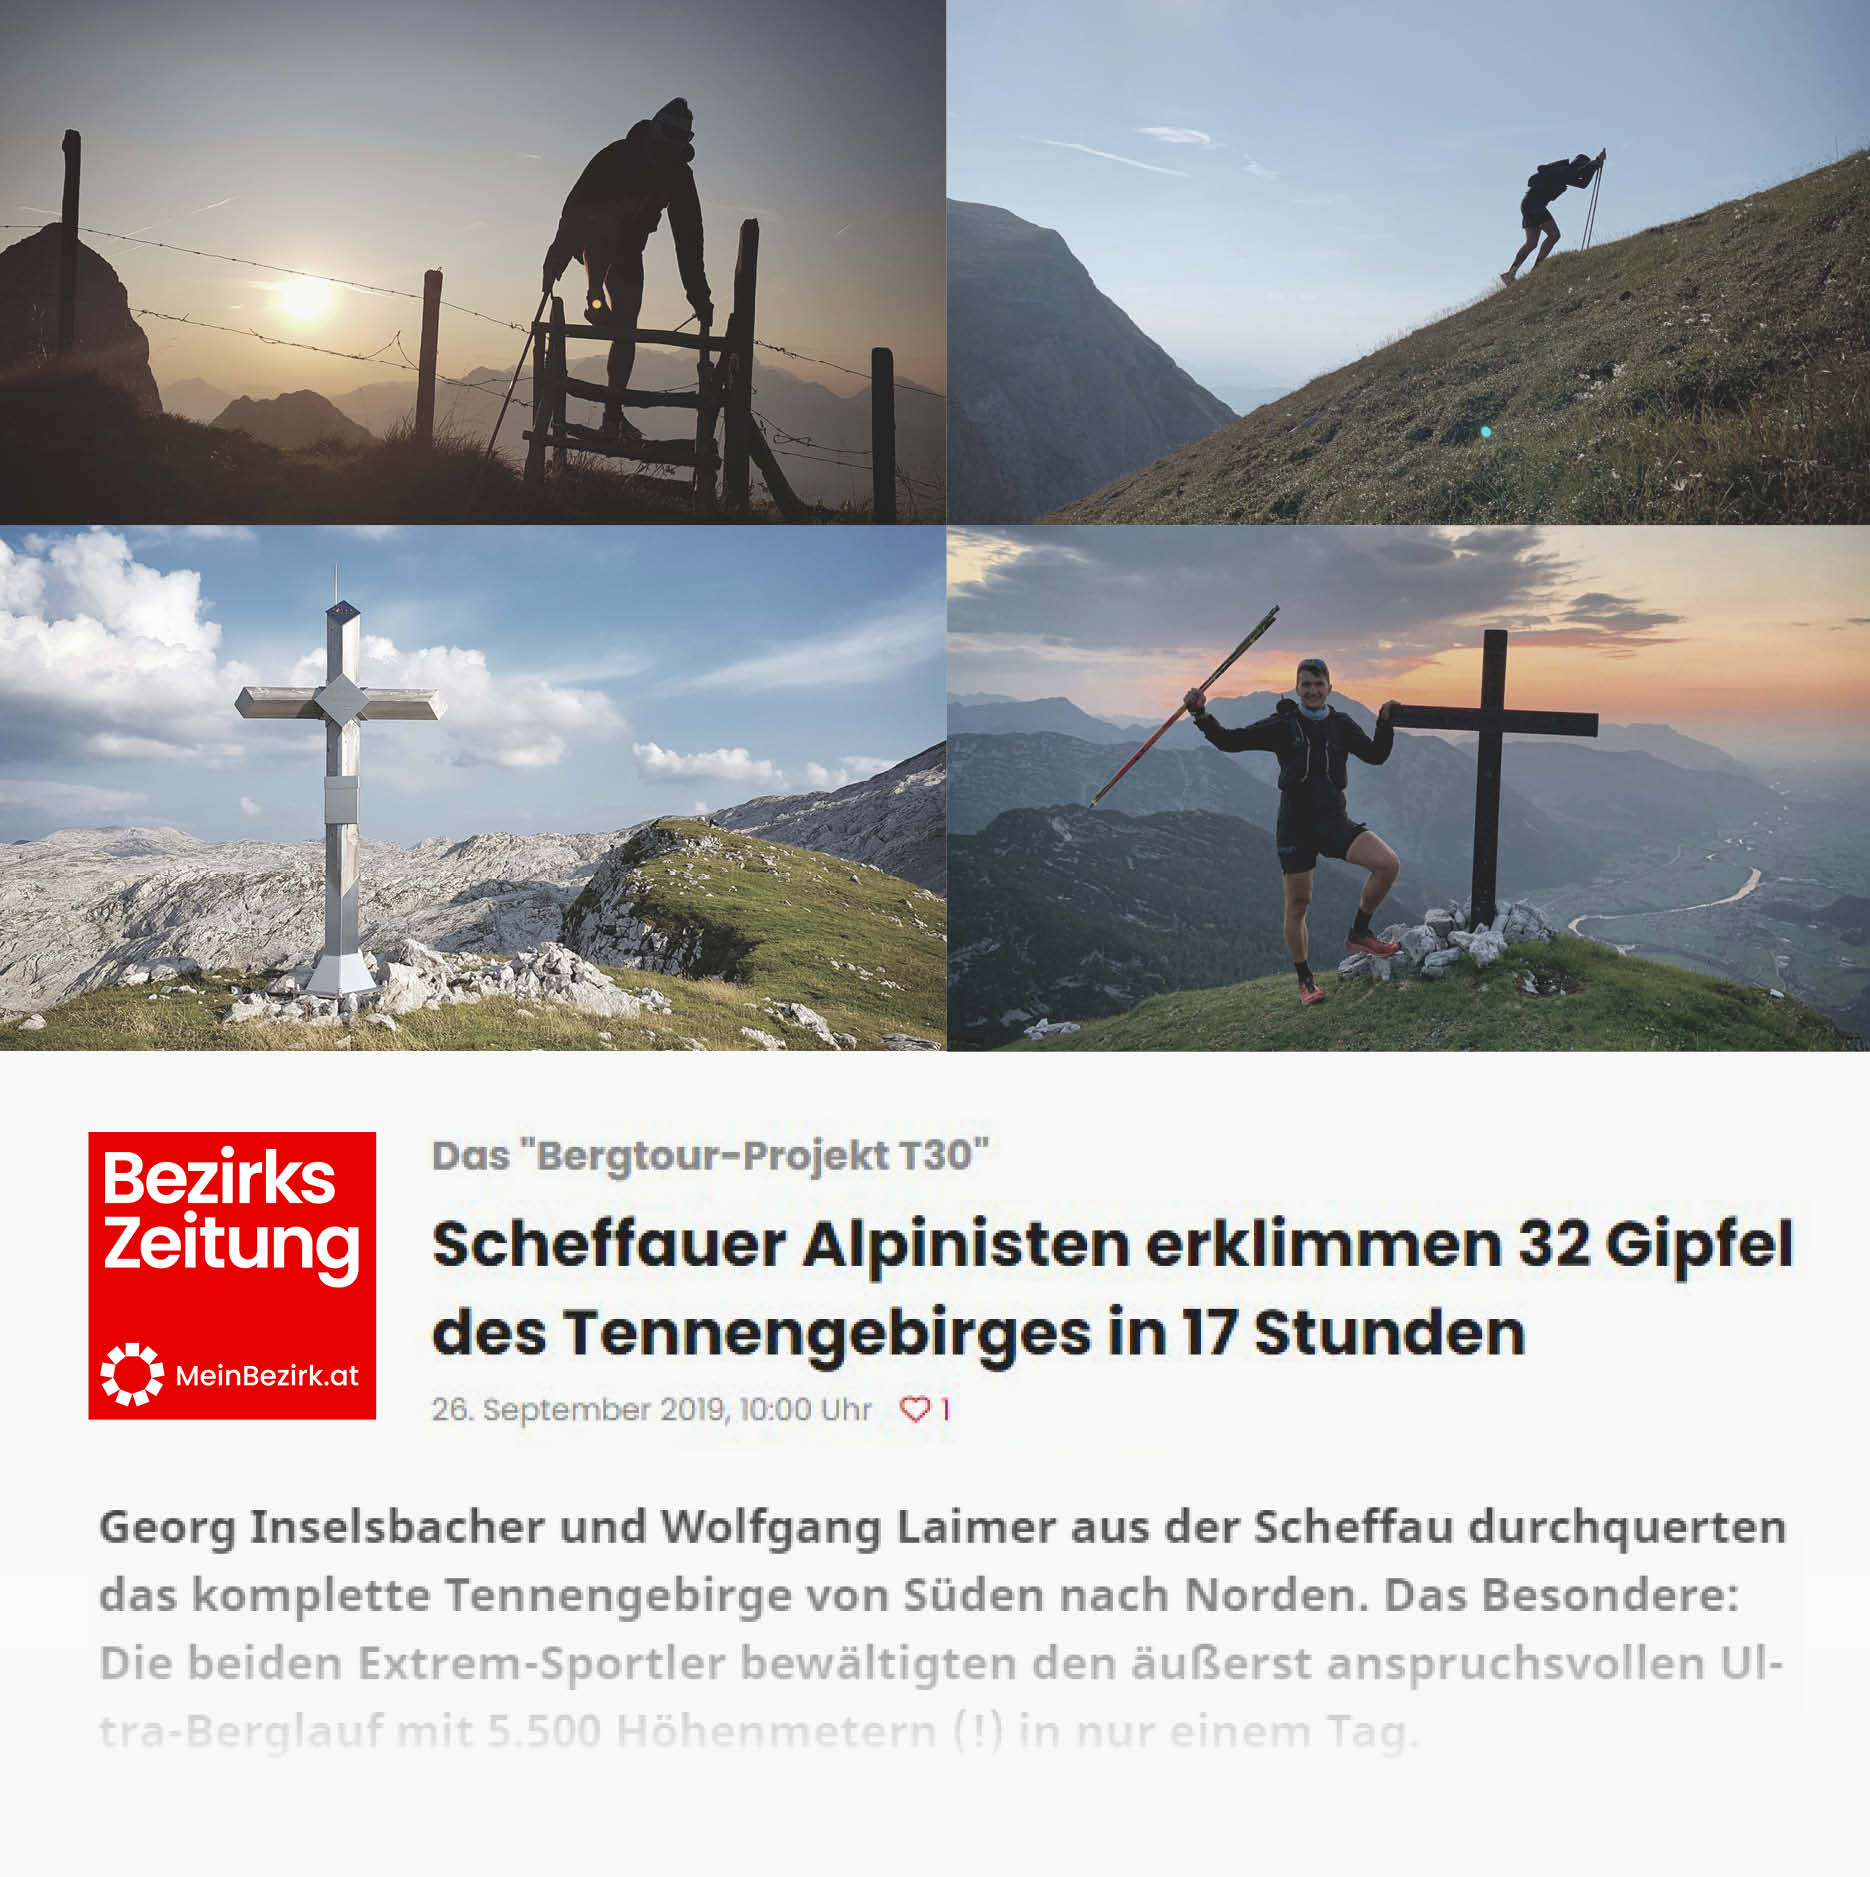 Bezirks
Zeitung
MeinBezirk.at
Das "Bergtour-Projekt T30"
Scheffauer Alpinisten erklimmen 32 Gipfel
des Tennengebirges in 17 Stunden
26. September 2019, 10:00 Uhr 1
Georg Inselsbacher und Wolfgang Laimer aus der Scheffau durchquerten
das komplette Tennengebirge von Süden nach Norden. Das Besondere:
Die beiden Extrem-Sportler bewältigten den äußerst anspruchsvollen Ul-
tra-Berglauf mit 5.500 Höhenmetern (!) in nur einem Tag.